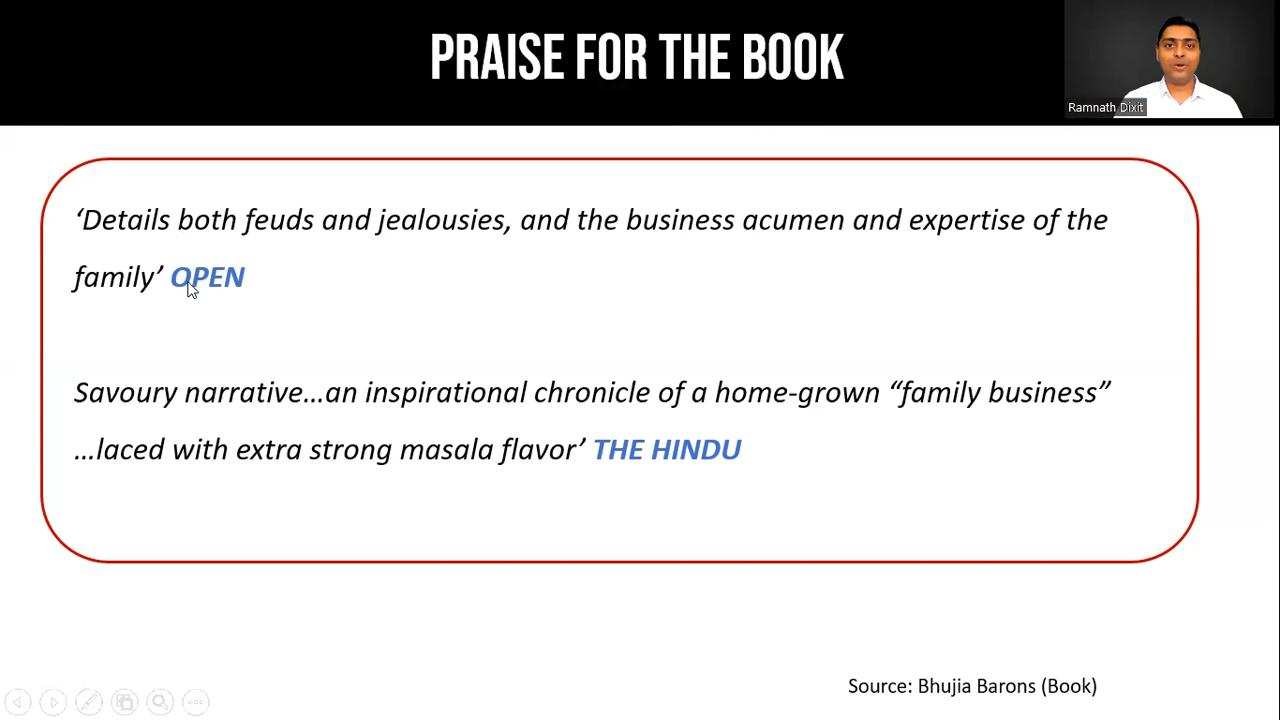 PRAISE FOR THE BOOK
Ramnath Dixit
‘Details both feuds and jealousies, and the business acumen and expertise of the
family’ OPEN
Savoury narrative…an inspirational chronicle of a home-grown “family business”
…laced with extra strong masala flavor’ THE HINDU
Source: Bhujia Barons (Book)